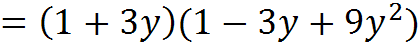 = (1 + 3y)(1 − 3y + 9y²)